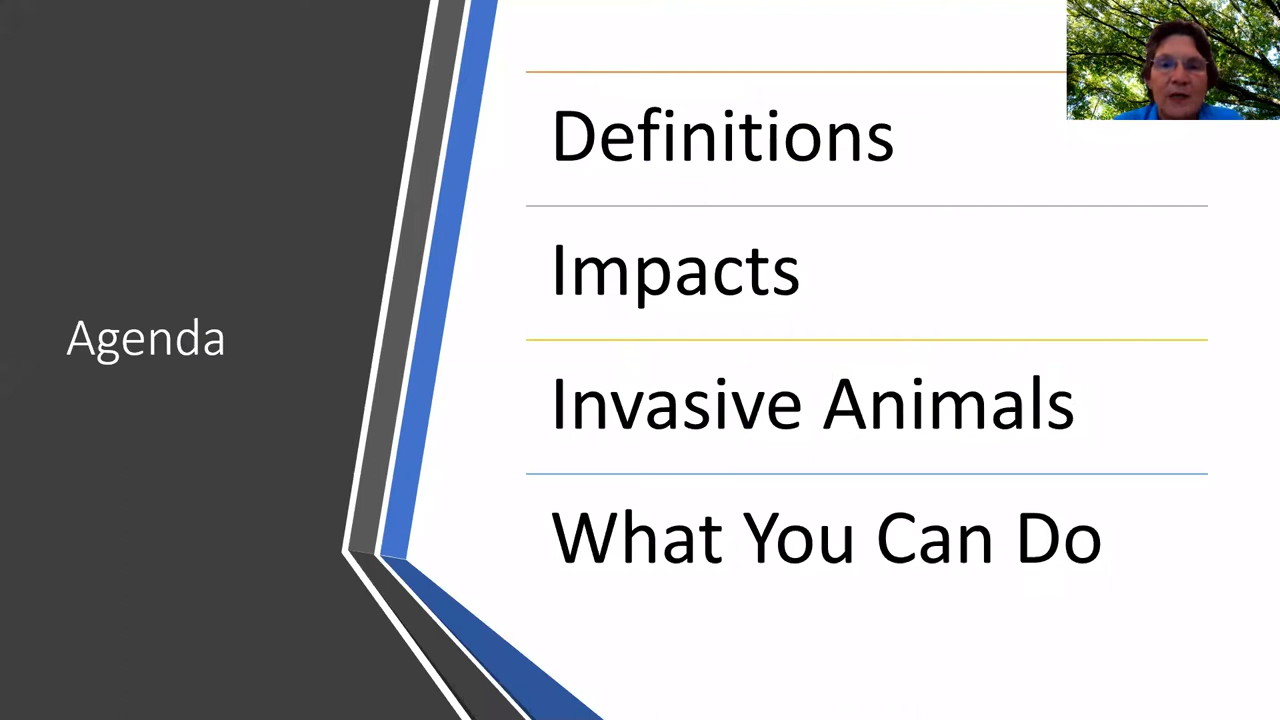 Agenda
Definitions
Impacts
Invasive Animals
What You Can Do